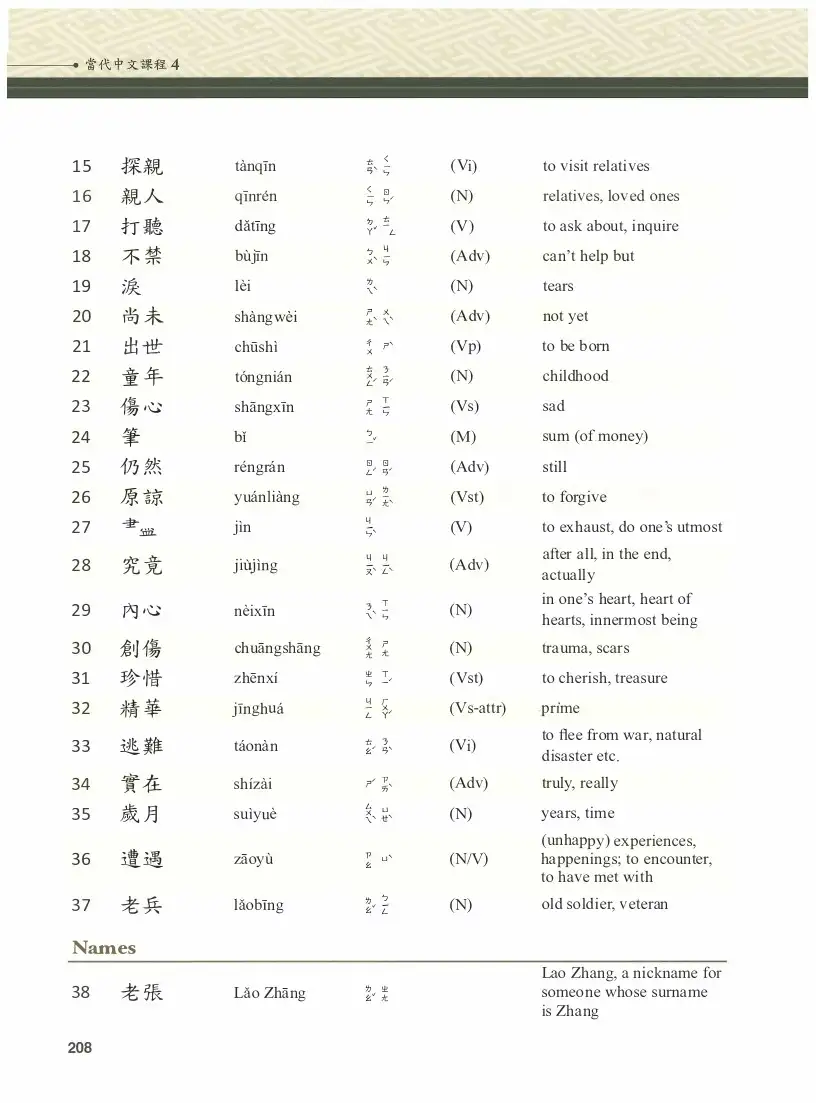 當代中文課程 4
15 探親 tànqīn ㄊㄢˋ ㄑㄧㄣ (Vi) to visit relatives
16 親人 qīnrén ㄑㄧㄣ ㄖㄣˊ (N) relatives, loved ones
17 打聽 dǎtīng ㄉㄚˇ ㄊㄧㄥ (V) to ask about, inquire
18 不禁 bùjīn ㄅㄨˋ ㄐㄧㄣ (Adv) can’t help but
19 淚 lèi ㄌㄟˋ (N) tears
20 尚未 shàngwèi ㄕㄤˋ ㄨㄟˋ (Adv) not yet
21 出世 chūshì ㄔㄨ ㄕˋ (Vp) to be born
22 童年 tóngnián ㄊㄨㄥˊ ㄋㄧㄢˊ (N) childhood
23 傷心 shāngxīn ㄕㄤ ㄒㄧㄣ (Vs) sad
24 筆 bǐ ㄅㄧˇ (M) sum (of money)
25 仍然 réngrán ㄖㄥˊ ㄖㄢˊ (Adv) still
26 原諒 yuánliàng ㄩㄢˊ ㄌㄧㄤˋ (Vst) to forgive
27 盡 jìn ㄐㄧㄣˋ (V) to exhaust, do one’s utmost
28 究竟 jiùjìng ㄐㄧㄡˋ ㄐㄧㄥˋ (Adv) after all, in the end,
actually
29 內心 nèixīn ㄋㄟˋ ㄒㄧㄣ (N) in one’s heart, heart of
hearts, innermost being
30 創傷 chuāngshāng ㄔㄨㄤ ㄕㄤ (N) trauma, scars
31 珍惜 zhēnxí ㄓㄣ ㄒㄧˊ (Vst) to cherish, treasure
32 精華 jīnghuá ㄐㄧㄥ ㄏㄨㄚˊ (Vs-attr) prime
33 逃難 táonàn ㄊㄠˊ ㄋㄢˋ (Vi) to flee from war, natural
disaster etc.
34 實在 shízài ㄕˊ ㄗㄞˋ (Adv) truly, really
35 歲月 suìyuè ㄙㄨㄟˋ ㄩㄝˋ (N) years, time
36 遭遇 zāoyù ㄗㄠ ㄩˋ (N/V) (unhappy) experiences,
happenings; to encounter,
to have met with
37 老兵 lǎobīng ㄌㄠˇ ㄅㄧㄥ (N) old soldier, veteran
Names
38 老張 Lǎo Zhāng ㄌㄠˇ ㄓㄤ Lao Zhang, a nickname for
someone whose surname
is Zhang
208